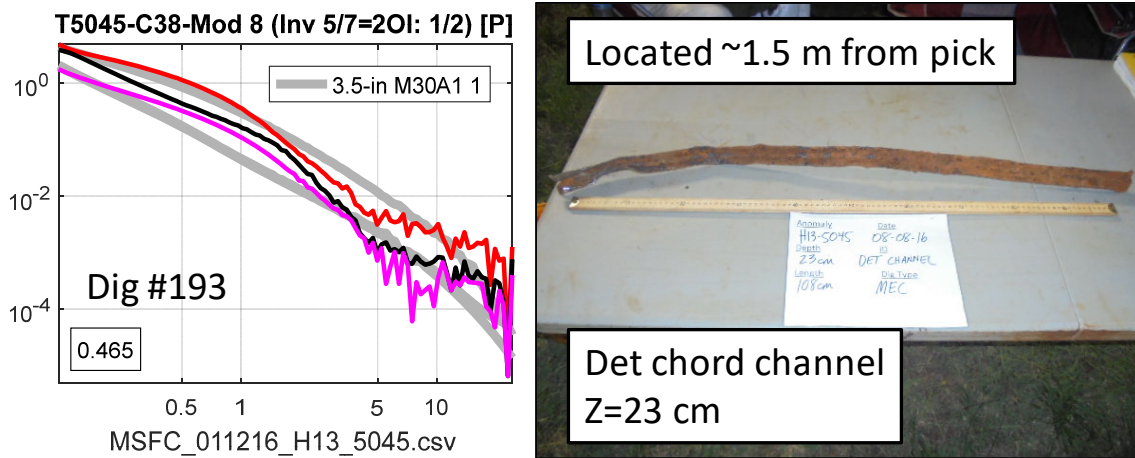 T5045-C38-Mod 8 (Inv 5/7=2OI: 1/2) [P]
3.5-in M30A1 1
10^0
10^-2
10^-4
Dig #193
0.465
0.5 1 5 10
MSFC_011216_H13_5045.csv
Located ~1.5 m from pick
Anomaly Date
H13-5045 08-08-16
Depth ID
23cm DET CHANNEL
Length Dig Type
108cm MEC
Det chord channel
Z=23 cm